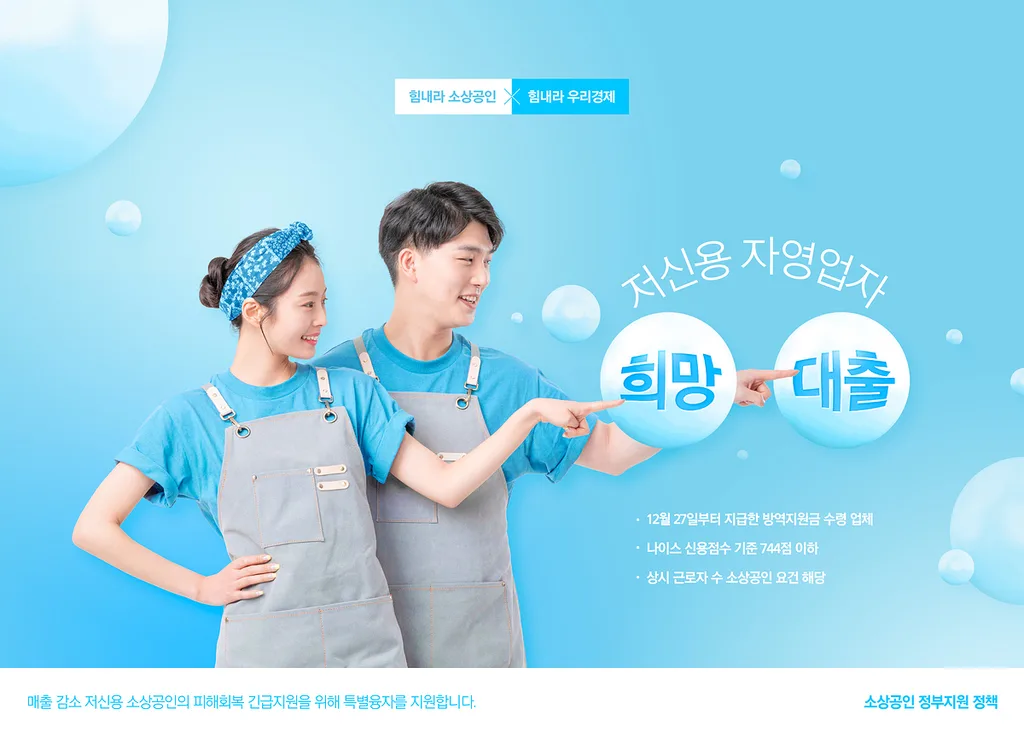 힘내라 소상공인
힘내라 우리경제
저신용 자영업자
희망
대출
· 12월 27일부터 지급한 방역지원금 수령 업체
· 나이스 신용점수 기준 744점 이하
· 상시 근로자 수 소상공인 요건 해당
매출 감소 저신용 소상공인의 피해회복 긴급지원을 위해 특별융자를 지원합니다.
소상공인 정부지원 정책